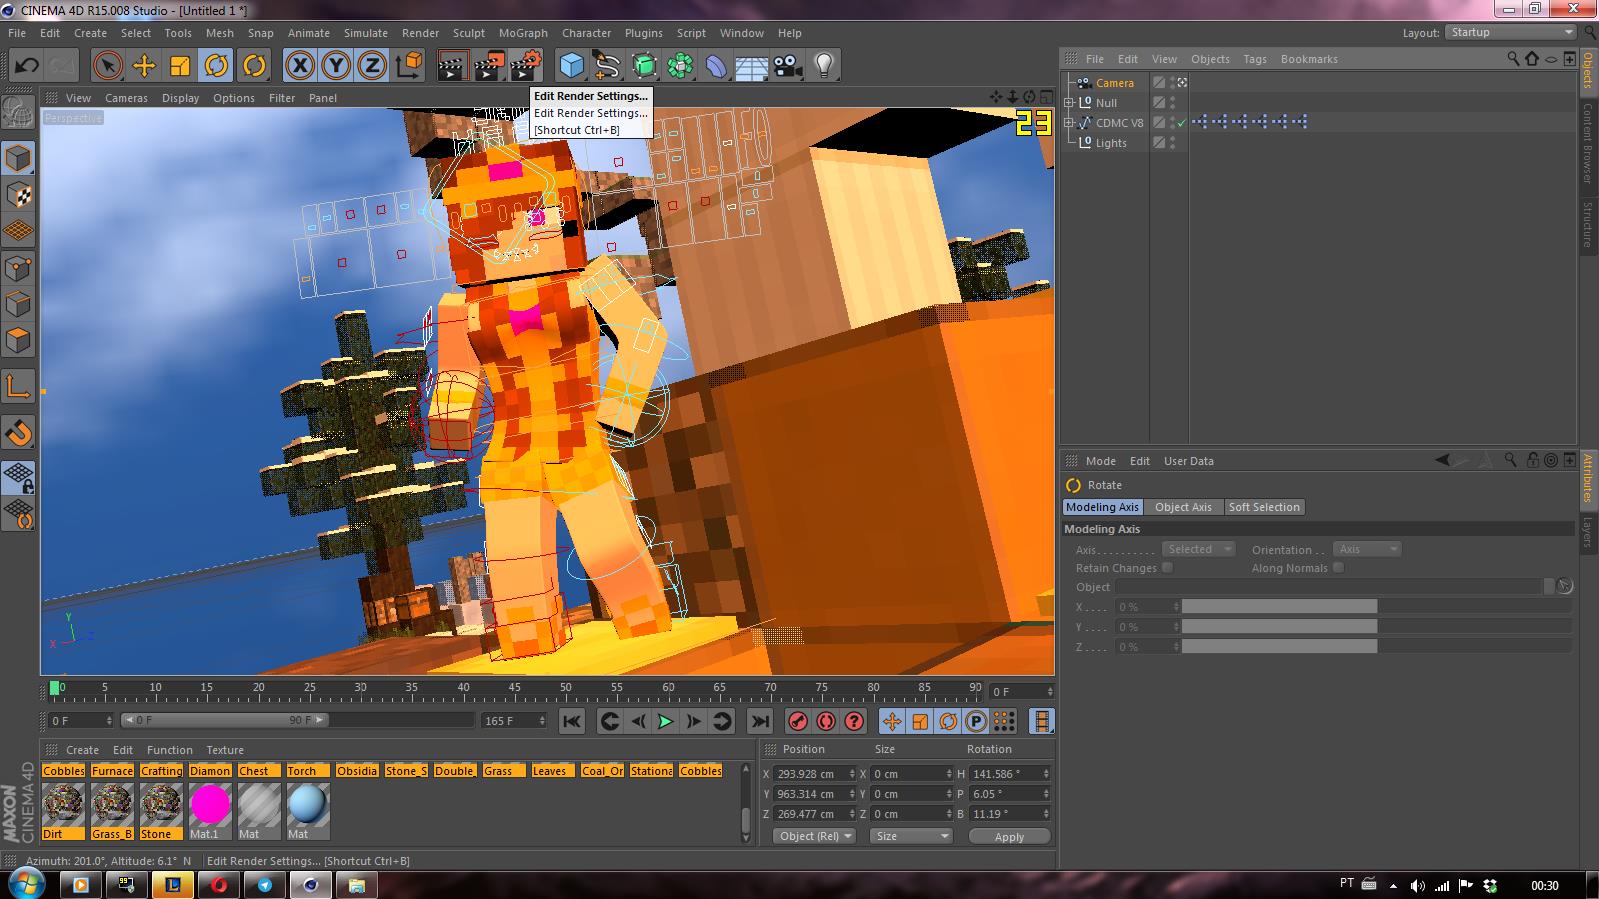 CINEMA 4D R15.008 Studio - [Untitled 1 *]
File Edit Create Select Tools Mesh Snap Animate Simulate Render Sculpt MoGraph Character Plugins Script Window Help
Layout: Startup
View Cameras Display Options Filter Panel
Perspective
Edit Render Settings...
Edit Render Settings...
[Shortcut Ctrl+B]
23
File Edit View Objects Tags Bookmarks
Camera
Null
CDMC V8
Lights
Objects
Content Browser
Structure
Mode Edit User Data
Rotate
Modeling Axis Object Axis Soft Selection
Modeling Axis
Axis.......... Selected Orientation .. Axis
Retain Changes Along Normals
Object
X .... 0 %
Y .... 0 %
Z .... 0 %
Attributes
Layers
Y
X
Z
0 5 10 15 20 25 30 35 40 45 50 55 60 65 70 75 80 85 90 0 F
0 F 0 F 90 F 165 F
Create Edit Function Texture
Cobbles Furnace Crafting Diamon Chest Torch Obsidia Stone_S Double_ Grass Leaves Coal_Or Stationa Cobbles
Dirt Grass_B Stone Mat.1 Mat Mat
Position Size Rotation
X 293.928 cm X 0 cm H 141.586 °
Y 963.314 cm Y 0 cm P 6.05 °
Z 269.477 cm Z 0 cm B 11.19 °
Object (Rel) Size Apply
MAXON
CINEMA 4D
Azimuth: 201.0°, Altitude: 6.1° N Edit Render Settings... [Shortcut Ctrl+B]
PT
00:30